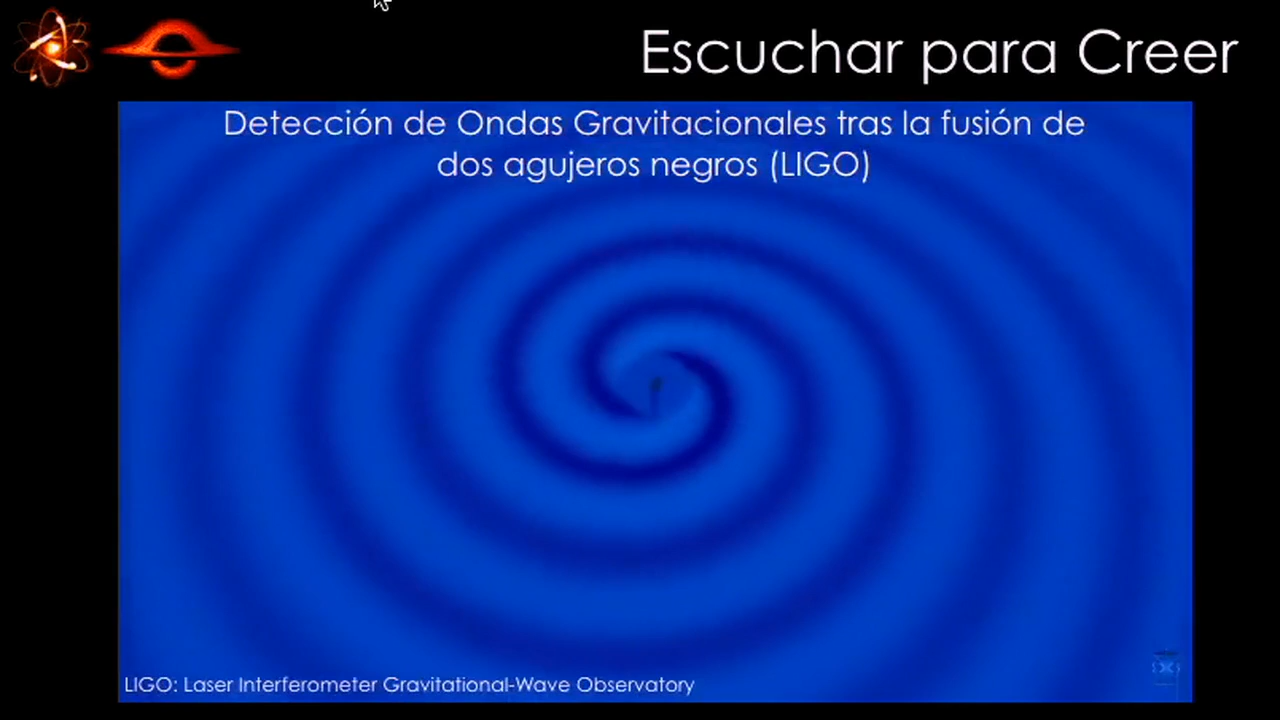 Escuchar para Creer
Detección de Ondas Gravitacionales tras la fusión de
dos agujeros negros (LIGO)
LIGO: Laser Interferometer Gravitational-Wave Observatory